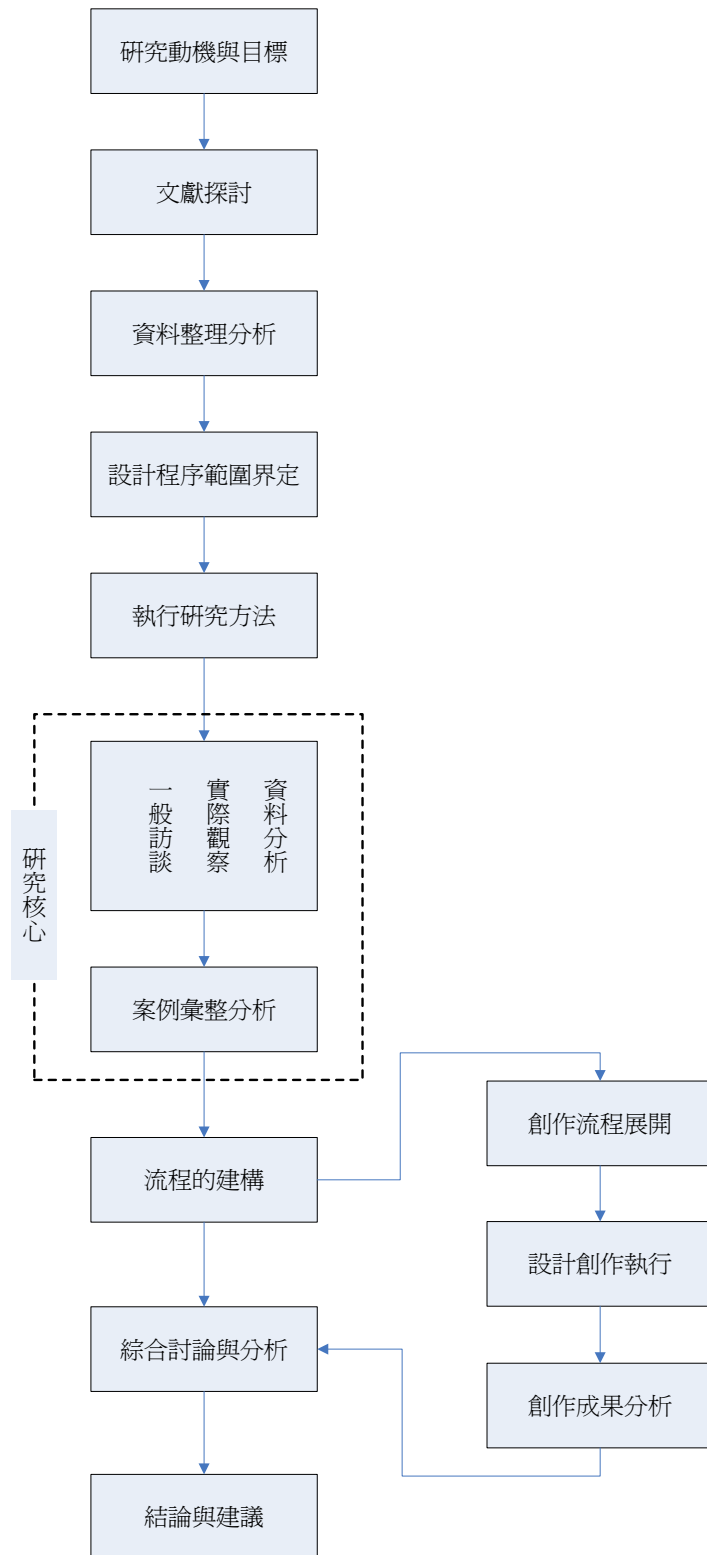 研究動機與目標
文獻探討
資料整理分析
設計程序範圍界定
執行研究方法
研究核心
資料分析
實際觀察
一般訪談
案例彙整分析
流程的建構
創作流程展開
設計創作執行
創作成果分析
綜合討論與分析
結論與建議